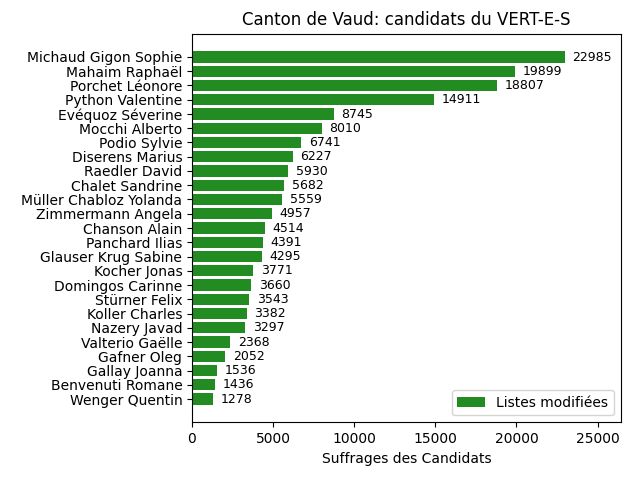 Canton de Vaud: candidats du VERT-E-S
Michaud Gigon Sophie 22985
Mahaim Raphaël 19899
Porchet Léonore 18807
Python Valentine 14911
Evéquoz Séverine 8745
Mocchi Alberto 8010
Podio Sylvie 6741
Diserens Marius 6227
Raedler David 5930
Chalet Sandrine 5682
Müller Chabloz Yolanda 5559
Zimmermann Angela 4957
Chanson Alain 4514
Panchard Ilias 4391
Glauser Krug Sabine 4295
Kocher Jonas 3771
Domingos Carinne 3660
Stürner Felix 3543
Koller Charles 3382
Nazery Javad 3297
Valterio Gaëlle 2368
Gafner Oleg 2052
Gallay Joanna 1536
Benvenuti Romane 1436
Wenger Quentin 1278
Listes modifiées
0 5000 10000 15000 20000 25000
Suffrages des Candidats